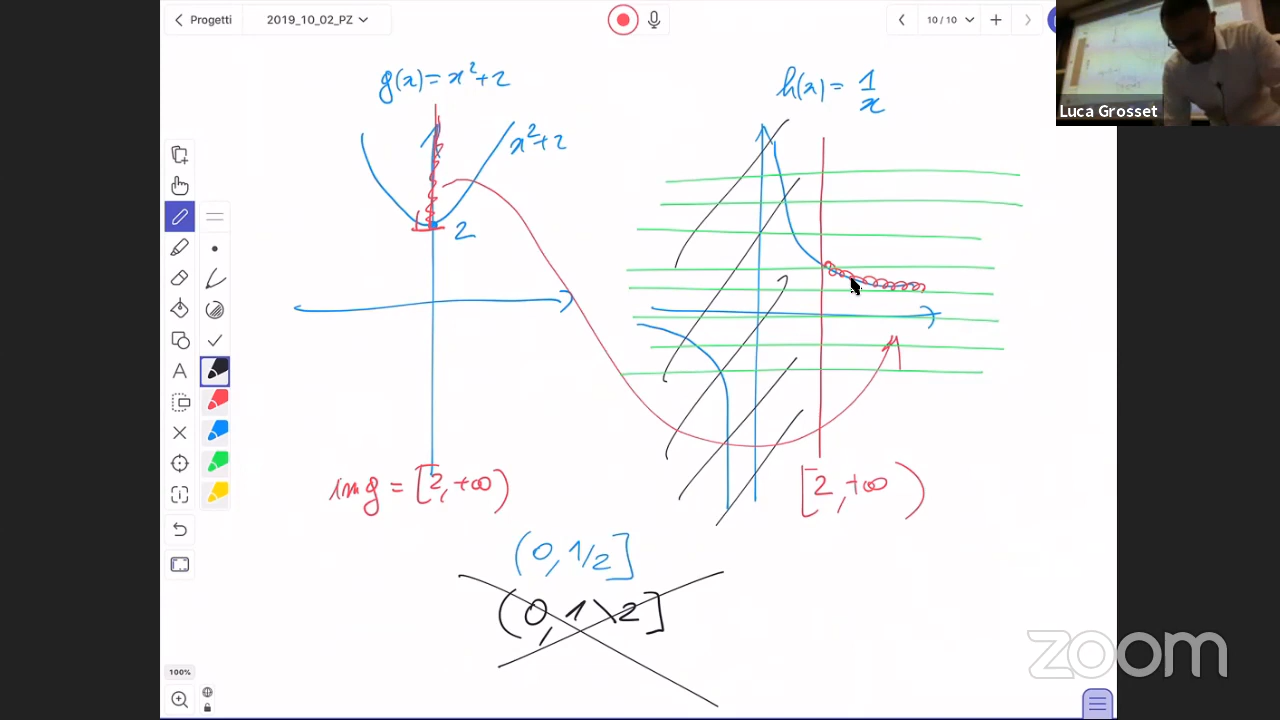 Progetti
2019_10_02_PZ
10 / 10
Luca Grosset
g(x) = x²+2
h(x) = 1/x
x²+2
2
im g = [2, +∞)
[2, +∞)
(0, 1/2]
(0, 1\2]
A
100%
zoom